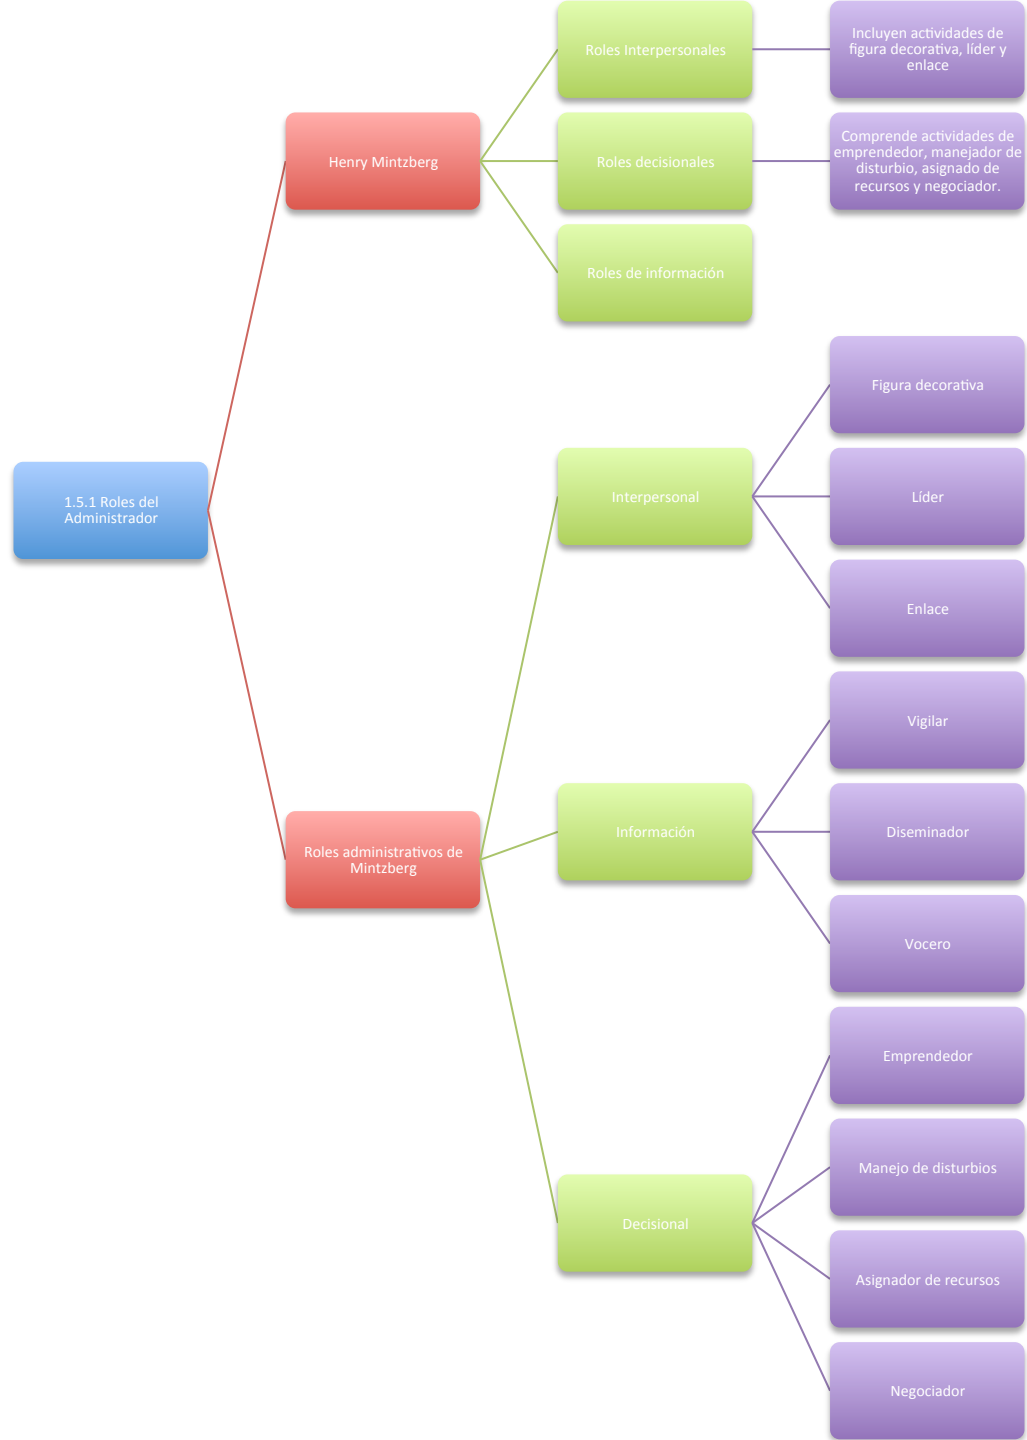 Roles Interpersonales
Incluyen actividades de
figura decorativa, líder y
enlace
Henry Mintzberg
Roles decisionales
Comprende actividades de
emprendedor, manejador de
disturbio, asignado de
recursos y negociador.
Roles de información
1.5.1 Roles del
Administrador
Roles administrativos de
Mintzberg
Interpersonal
Figura decorativa
Líder
Enlace
Información
Vigilar
Diseminador
Vocero
Decisional
Emprendedor
Manejo de disturbios
Asignador de recursos
Negociador